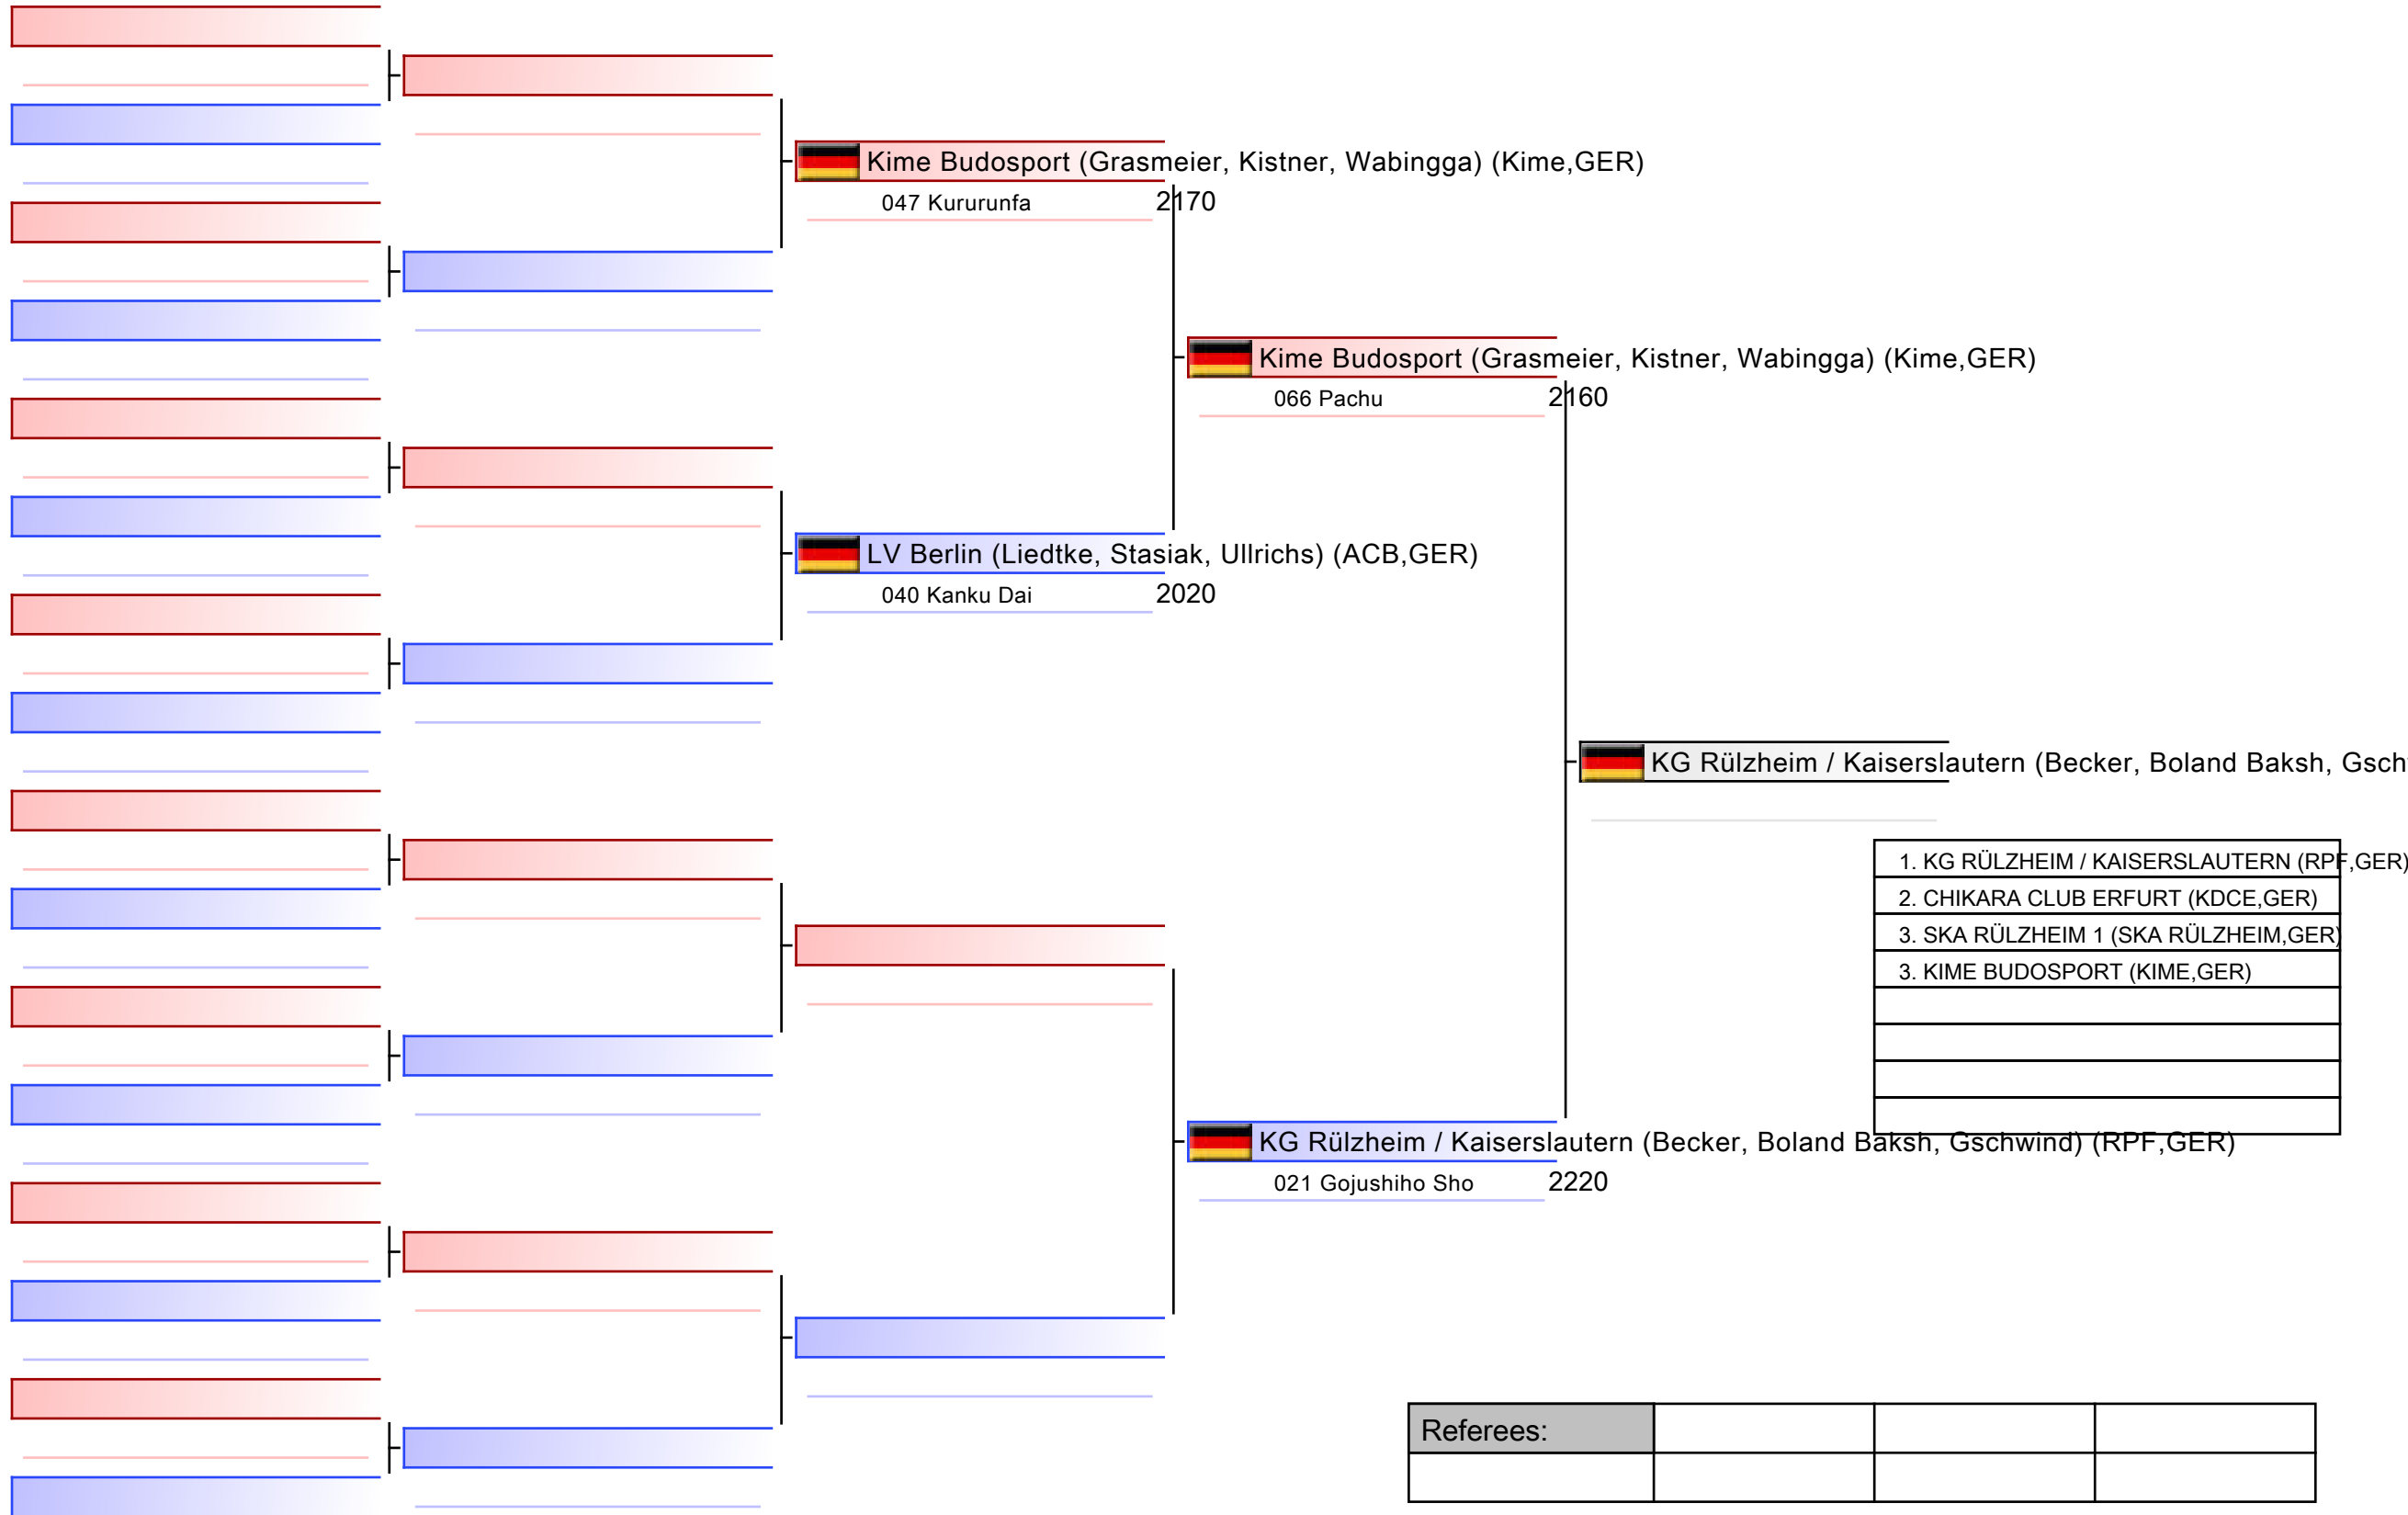 Kime Budosport (Grasmeier, Kistner, Wabingga) (Kime,GER)
047 Kururunfa 2170
Kime Budosport (Grasmeier, Kistner, Wabingga) (Kime,GER)
066 Pachu 2160
LV Berlin (Liedtke, Stasiak, Ullrichs) (ACB,GER)
040 Kanku Dai 2020
KG Rülzheim / Kaiserslautern (Becker, Boland Baksh, Gsch
1. KG RÜLZHEIM / KAISERSLAUTERN (RPF,GER)
2. CHIKARA CLUB ERFURT (KDCE,GER)
3. SKA RÜLZHEIM 1 (SKA RÜLZHEIM,GER)
3. KIME BUDOSPORT (KIME,GER)
KG Rülzheim / Kaiserslautern (Becker, Boland Baksh, Gschwind) (RPF,GER)
021 Gojushiho Sho 2220
Referees: